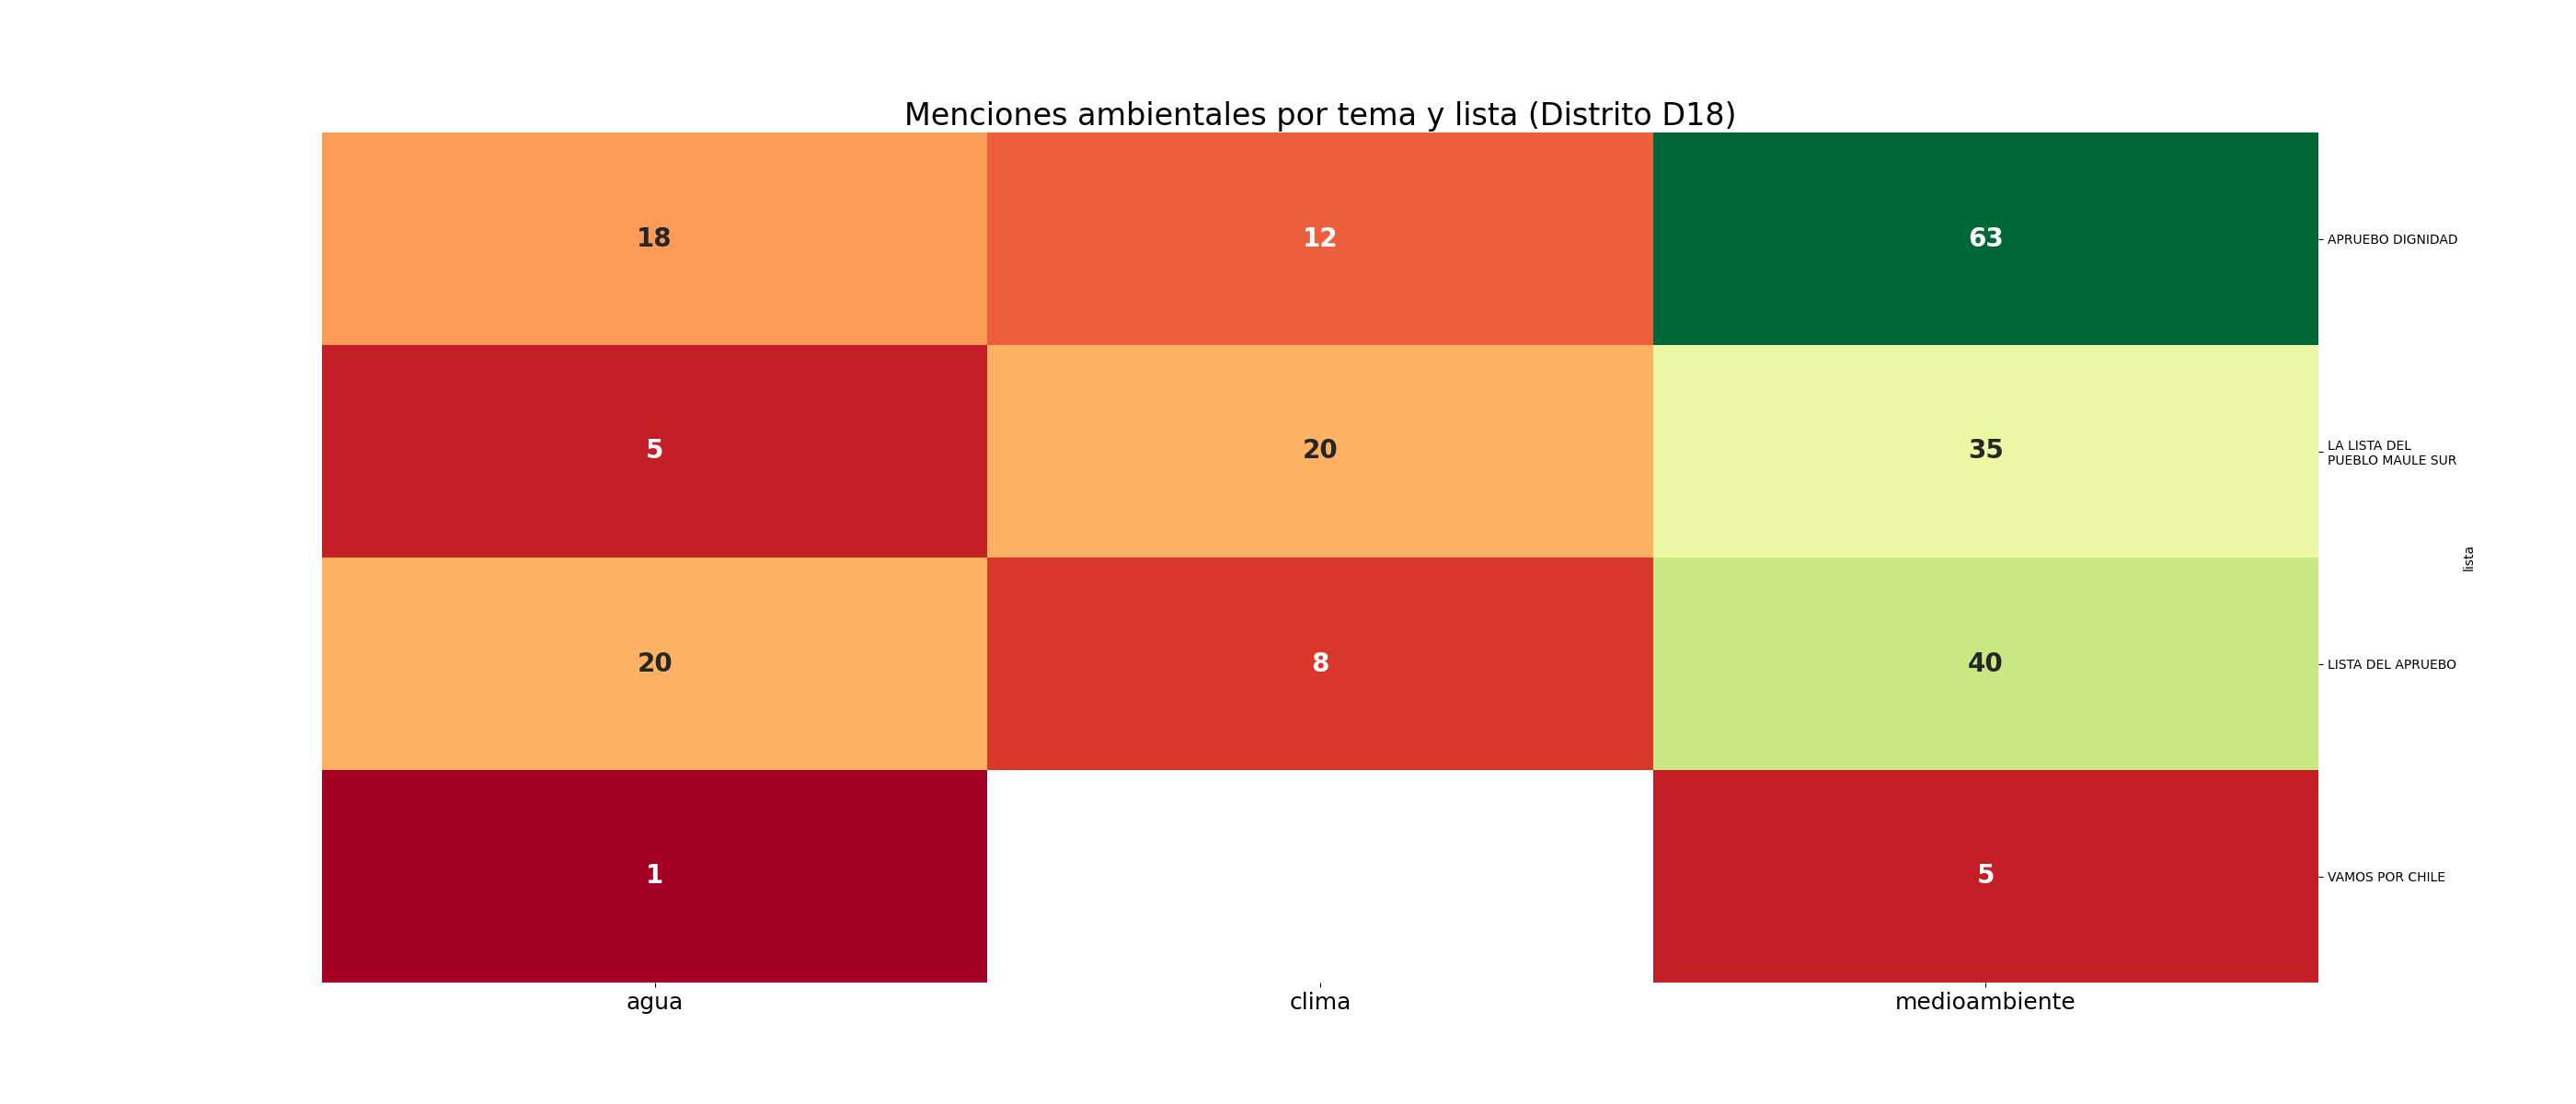 Menciones ambientales por tema y lista (Distrito D18)
18 12 63 APRUEBO DIGNIDAD
5 20 35 LA LISTA DEL
PUEBLO MAULE SUR
lista
20 8 40 LISTA DEL APRUEBO
1 5 VAMOS POR CHILE
agua clima medioambiente